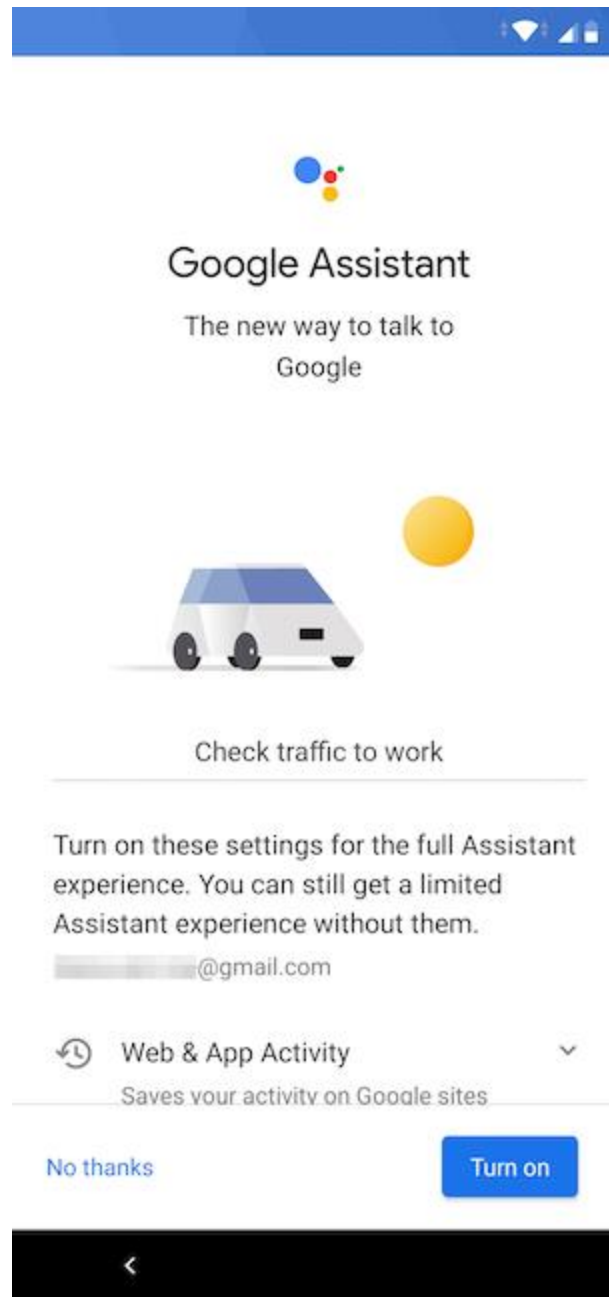 Google Assistant
The new way to talk to
Google
Check traffic to work
Turn on these settings for the full Assistant
experience. You can still get a limited
Assistant experience without them.
@gmail.com
Web & App Activity
Saves your activity on Google sites
No thanks
Turn on